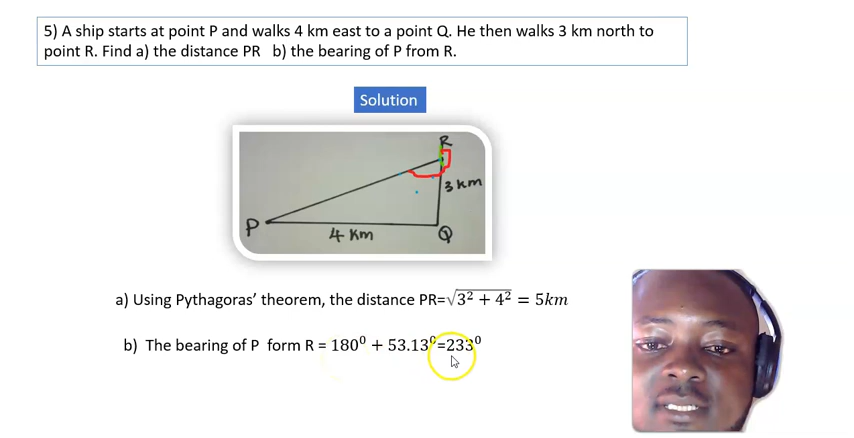 5) A ship starts at point P and walks 4 km east to a point Q. He then walks 3 km north to
point R. Find a) the distance PR b) the bearing of P from R.
Solution
R
3 km
P
4 Km
Q
a) Using Pythagoras' theorem, the distance PR=√3² + 4² = 5km
b) The bearing of P form R = 180⁰ + 53.13⁰=233⁰